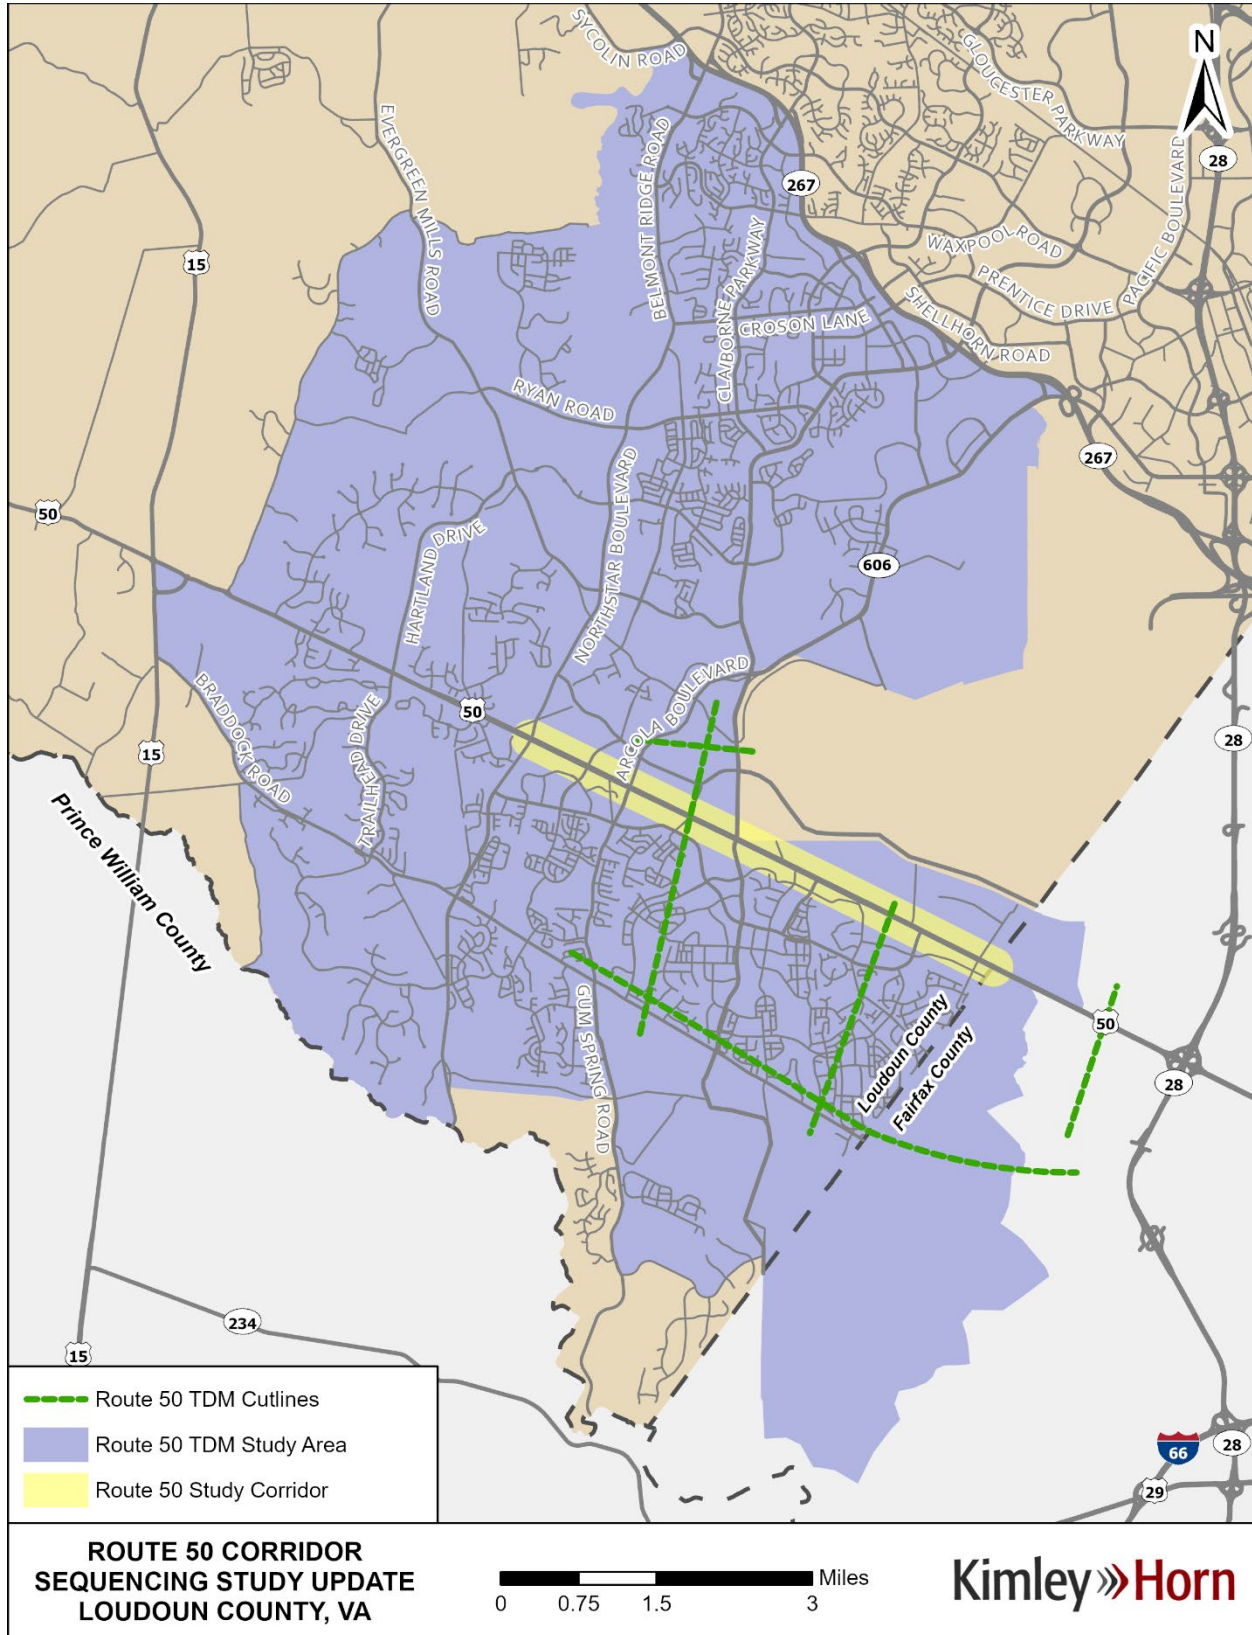 N
SYCOLIN ROAD
GLOUCESTER PARKWAY
EVERGREEN MILLS ROAD
BELMONT RIDGE ROAD
28
267
PACIFIC BOULEVARD
WAXPOOL ROAD
15
PRENTICE DRIVE
CLAIBORNE PARKWAY
CROSON LANE
SHELLHORN ROAD
RYAN ROAD
267
50
NORTHSTAR BOULEVARD
HARTLAND DRIVE
606
BRADDOCK ROAD
ARCOLA BOULEVARD
50
TRAILHEAD DRIVE
28
15
Prince William County
GUM SPRING ROAD
Loudoun County
Fairfax County
50
28
234
15
66
28
29
Route 50 TDM Cutlines
Route 50 TDM Study Area
Route 50 Study Corridor
ROUTE 50 CORRIDOR
SEQUENCING STUDY UPDATE
LOUDOUN COUNTY, VA
Miles
0 0.75 1.5 3
Kimley Horn